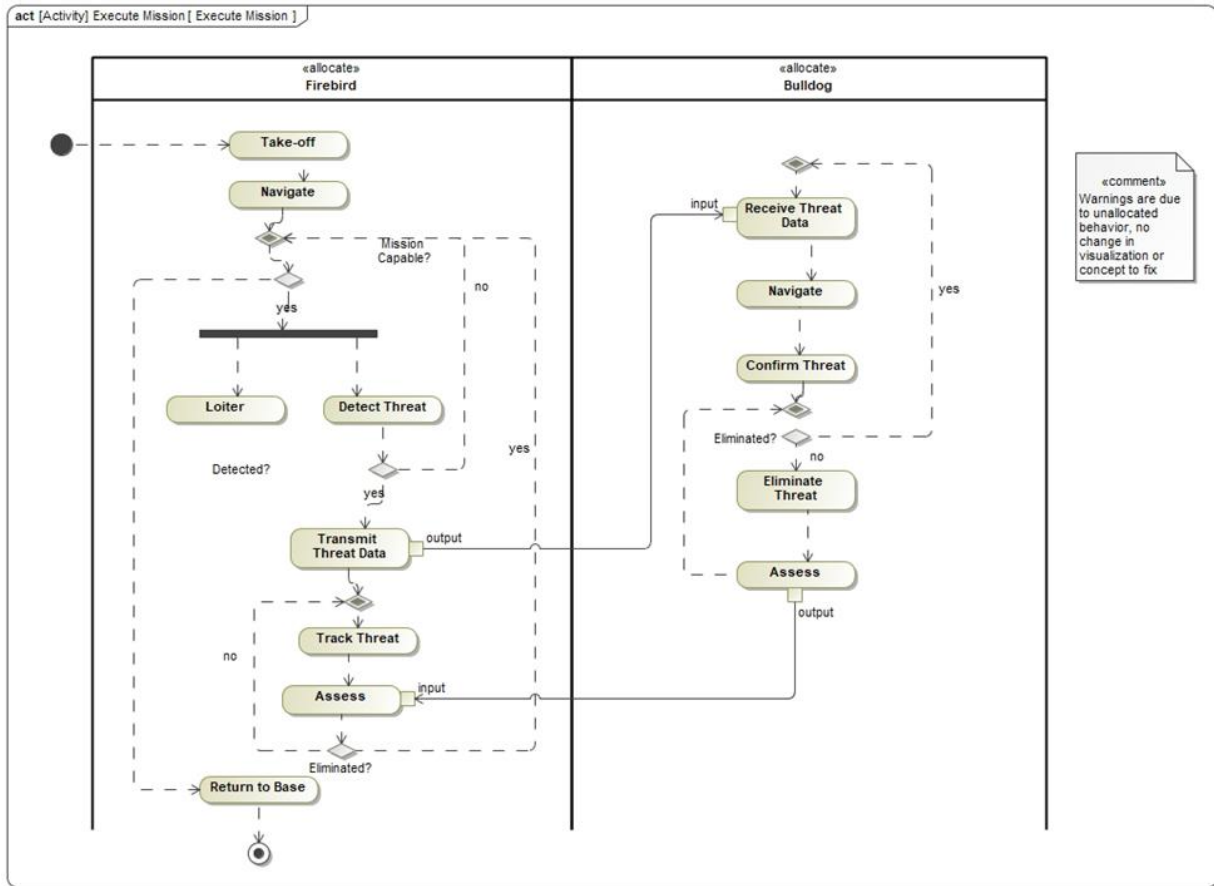 act [Activity] Execute Mission [ Execute Mission ]
«allocate»
Firebird
«allocate»
Bulldog
Take-off
Navigate
Mission
Capable?
no
yes
Loiter
Detect Threat
yes
Detected?
yes
Transmit
Threat Data
output
Track Threat
no
Assess
input
Eliminated?
Return to Base
input
Receive Threat
Data
Navigate
yes
Confirm Threat
Eliminated?
no
Eliminate
Threat
Assess
output
«comment»
Warnings are due
to unallocated
behavior, no
change in
visualization or
concept to fix